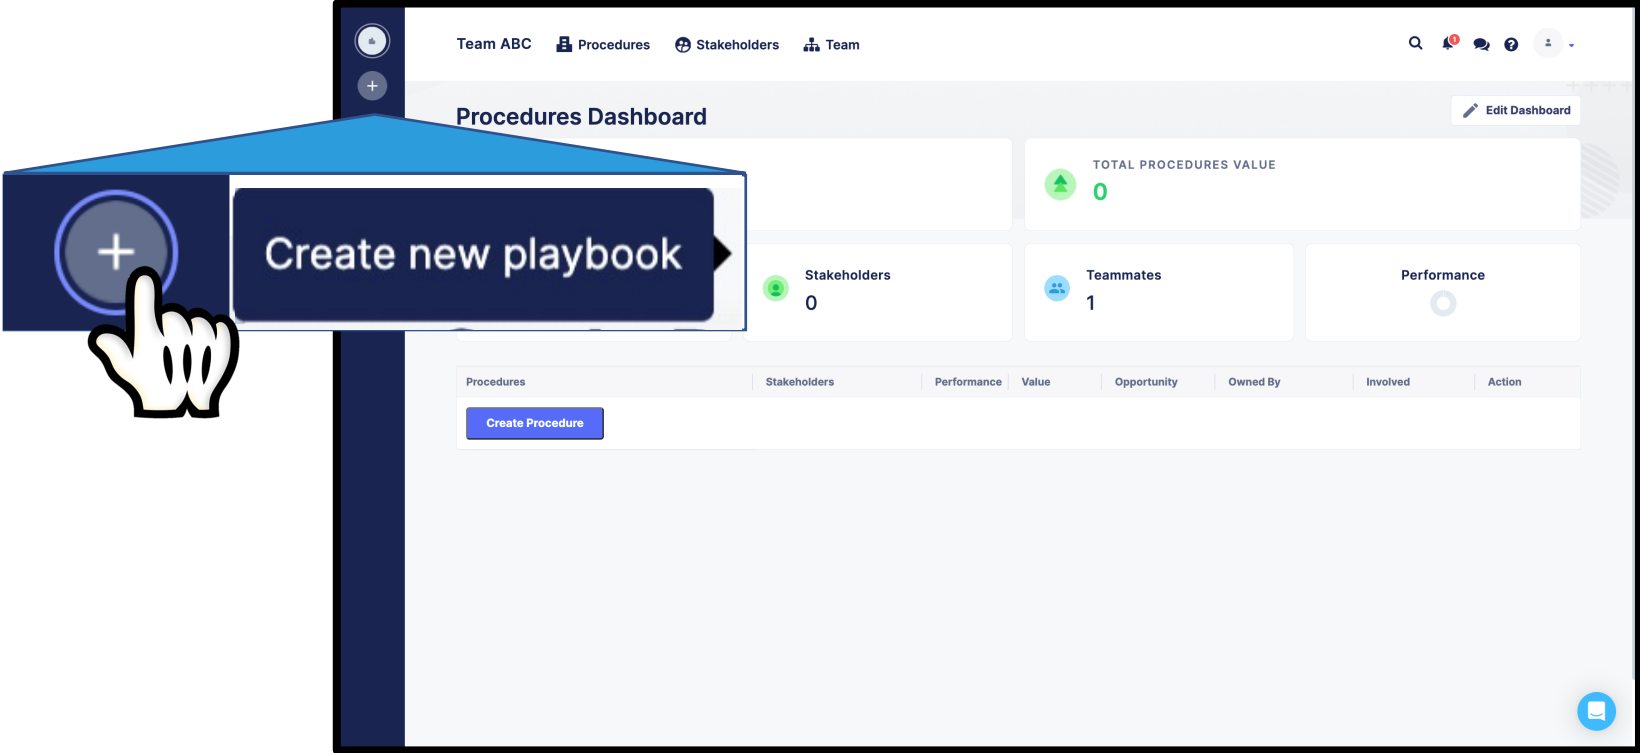 Team ABC Procedures Stakeholders Team
1
Procedures Dashboard
Edit Dashboard
TOTAL PROCEDURES VALUE
0
Create new playbook
Stakeholders
0
Teammates
1
Performance
Procedures Stakeholders Performance Value Opportunity Owned By Involved Action
Create Procedure